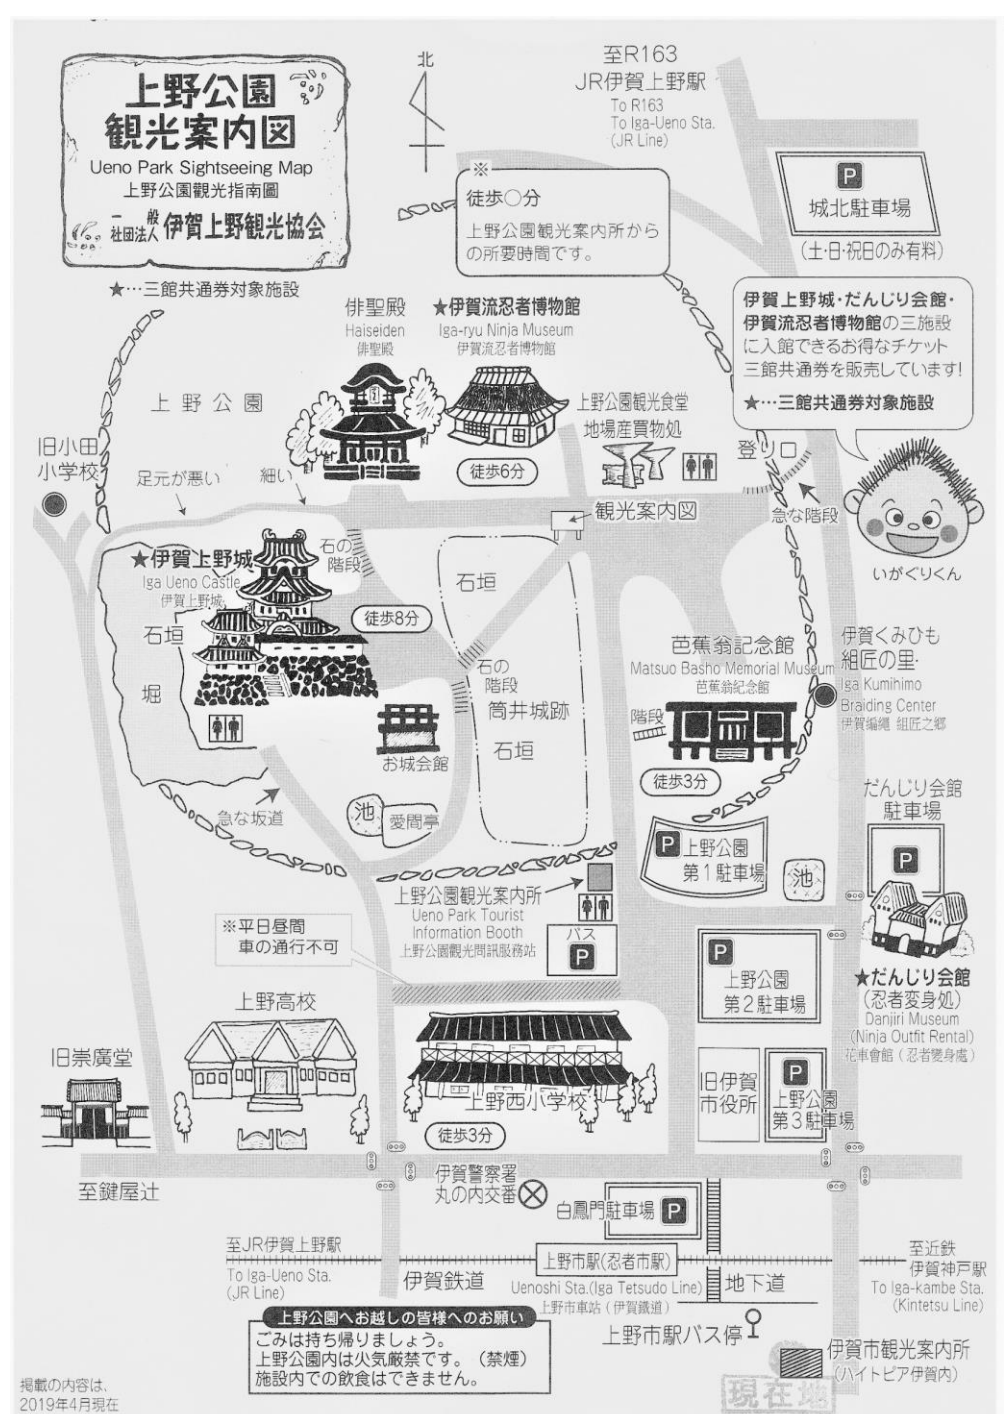 上野公園
観光案内図
Ueno Park Sightseeing Map
上野公園觀光指南圖
一般
社団法人 伊賀上野観光協会
★…三館共通券対象施設
北
至R163
JR伊賀上野駅
To R163
To Iga-Ueno Sta.
(JR Line)
※
徒歩○分
上野公園観光案内所から
の所要時間です。
P
城北駐車場
(土・日・祝日のみ有料)
伊賀上野城・だんじり会館・
伊賀流忍者博物館の三施設
に入館できるお得なチケット
三館共通券を販売しています!
★…三館共通券対象施設
いがぐりくん
俳聖殿
Haiseiden
俳聖殿
★伊賀流忍者博物館
Iga-ryu Ninja Museum
伊賀流忍者博物館
徒歩6分
上野公園
上野公園観光食堂
地場産買物処
登り口
急な階段
旧小田
小学校
足元が悪い
細い
観光案内図
★伊賀上野城
Iga Ueno Castle
伊賀上野城
石の
階段
徒歩8分
石垣
堀
石垣
石の
階段
筒井城跡
石垣
お城会館
急な坂道
池
愛閒亭
芭蕉翁記念館
Matsuo Basho Memorial Museum
芭蕉翁紀念館
階段
徒歩3分
伊賀くみひも
組匠の里
Iga Kumihimo
Braiding Center
伊賀編繩 組匠之郷
だんじり会館
駐車場
P
P
上野公園
第1駐車場
池
上野公園観光案内所
Ueno Park Tourist
Information Booth
上野公園觀光問訊服務站
バス
P
※平日昼間
車の通行不可
P
上野公園
第2駐車場
★だんじり会館
(忍者変身処)
Danjiri Museum
(Ninja Outfit Rental)
花車會館(忍者變身處)
上野高校
旧崇廣堂
上野西小学校
徒歩3分
旧伊賀
市役所
P
上野公園
第3駐車場
至鍵屋辻
伊賀警察署
丸の内交番
白鳳門駐車場
P
至JR伊賀上野駅
To Iga-Ueno Sta.
(JR Line)
伊賀鉄道
上野市駅(忍者市駅)
Uenoshi Sta.(Iga Tetsudo Line)
上野市車站(伊賀鐵道)
地下道
至近鉄
伊賀神戸駅
To Iga-kambe Sta.
(Kintetsu Line)
上野市駅バス停
上野公園へお越しの皆様へのお願い
ごみは持ち帰りましょう。
上野公園内は火気厳禁です。(禁煙)
施設内での飲食はできません。
伊賀市観光案内所
(ハイトピア伊賀内)
現在地
掲載の内容は、
2019年4月現在